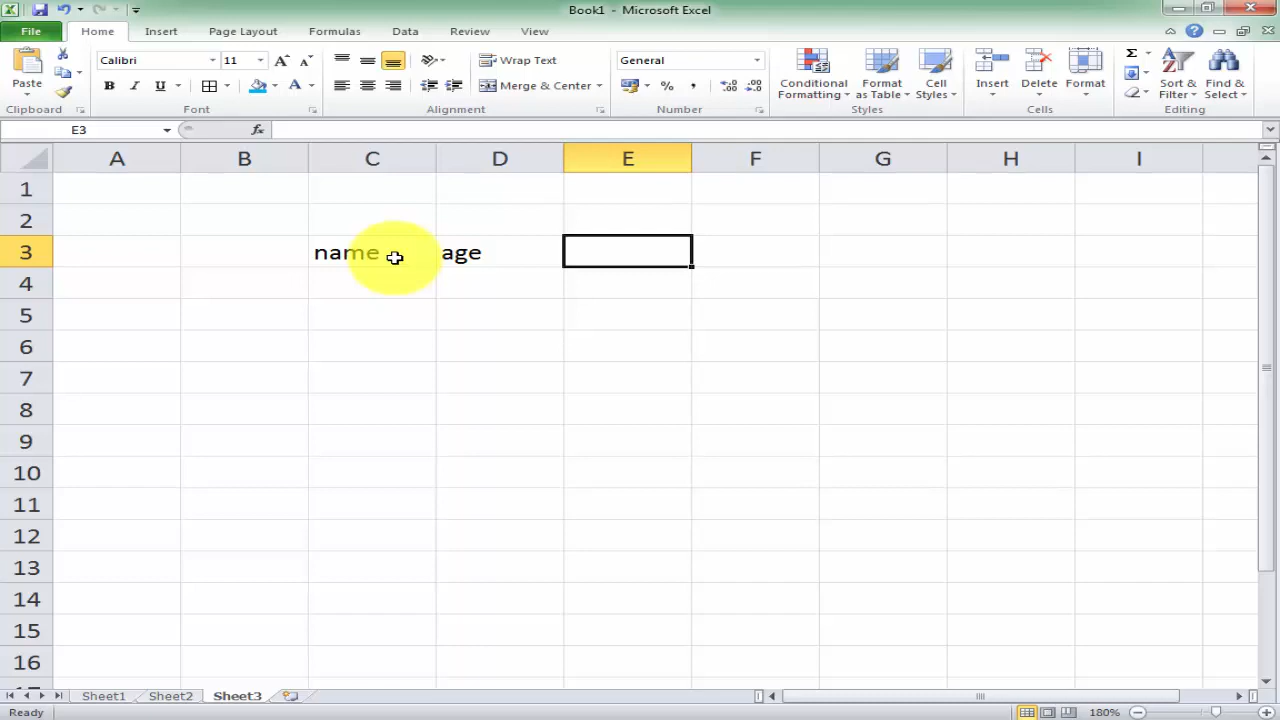 Book1 - Microsoft Excel
File Home Insert Page Layout Formulas Data Review View
Paste
Calibri 11
B I U
Wrap Text
Merge & Center
General
% ,
Conditional Formatting
Format as Table
Cell Styles
Insert Delete Format
Σ
Sort & Filter
Find & Select
Clipboard Font Alignment Number Styles Cells Editing
E3 fx
A B C D E F G H I
1
2
3 name age
4
5
6
7
8
9
10
11
12
13
14
15
16
Sheet1 Sheet2 Sheet3
Ready 180%